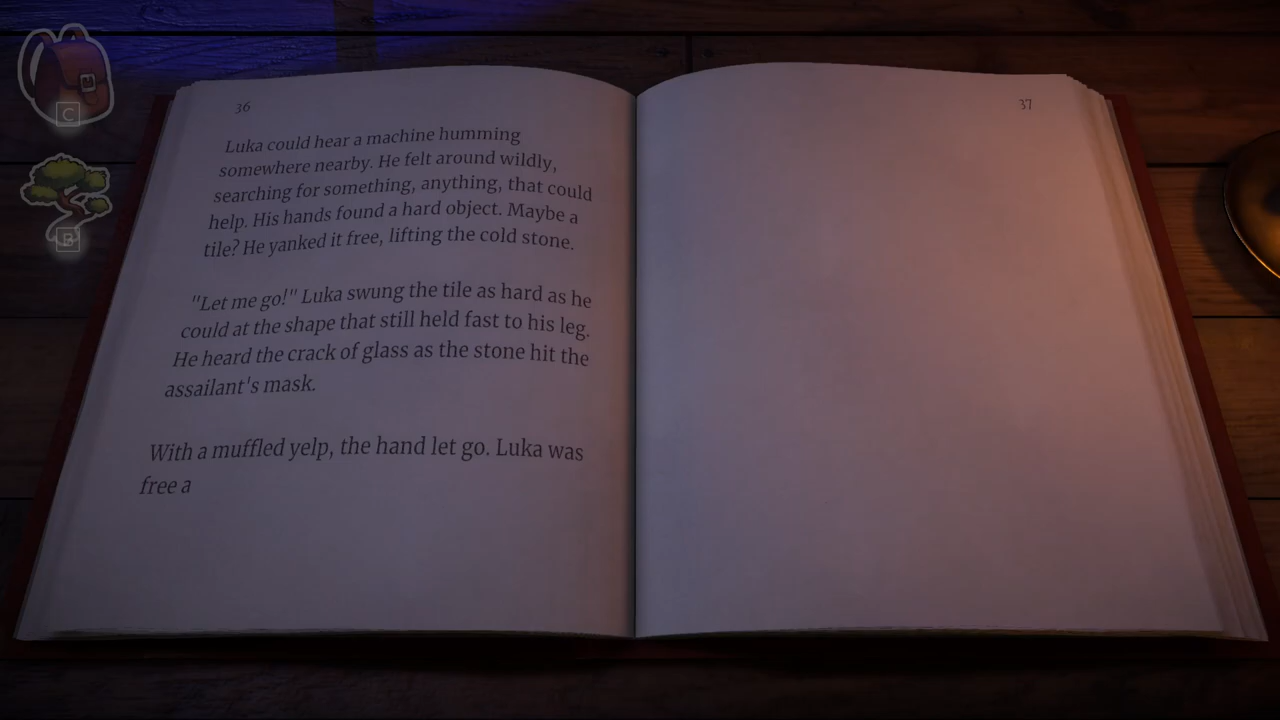 C
B
36
Luka could hear a machine humming
somewhere nearby. He felt around wildly,
searching for something, anything, that could
help. His hands found a hard object. Maybe a
tile? He yanked it free, lifting the cold stone.
"Let me go!" Luka swung the tile as hard as he
could at the shape that still held fast to his leg.
He heard the crack of glass as the stone hit the
assailant's mask.
With a muffled yelp, the hand let go. Luka was
free a
37